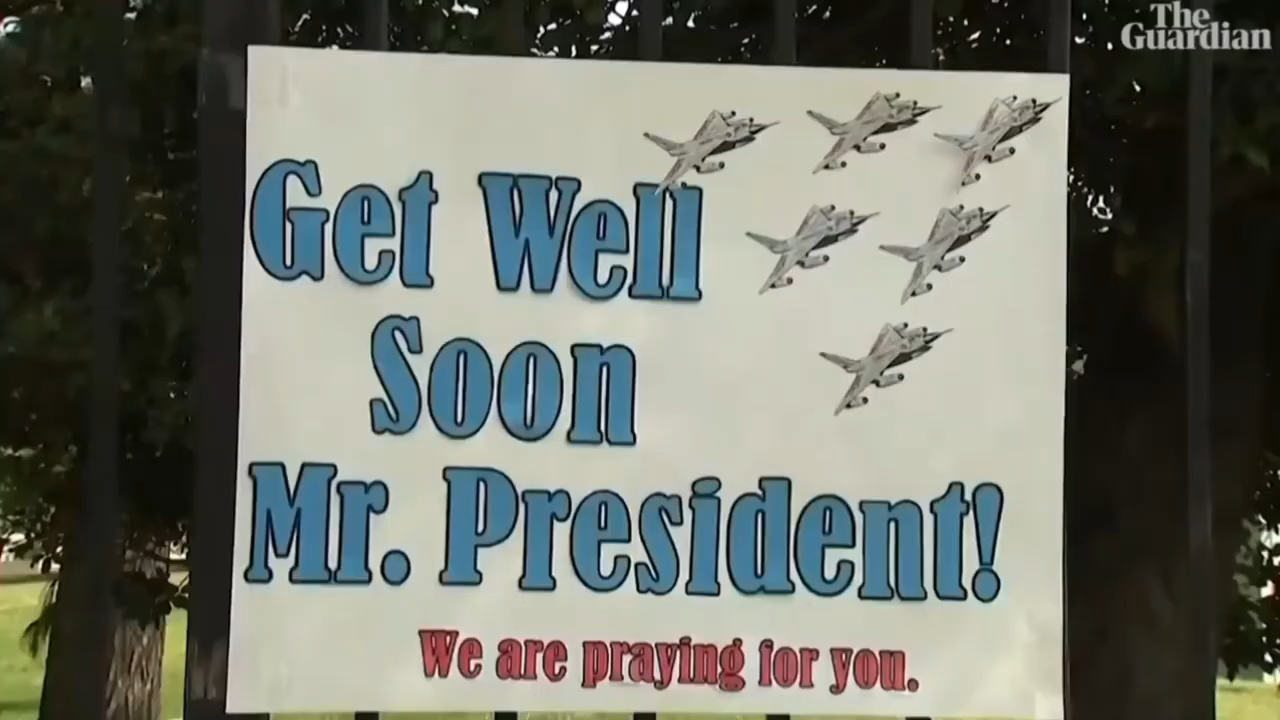 The
Guardian
Get Well
Soon
Mr. President!
We are praying for you.